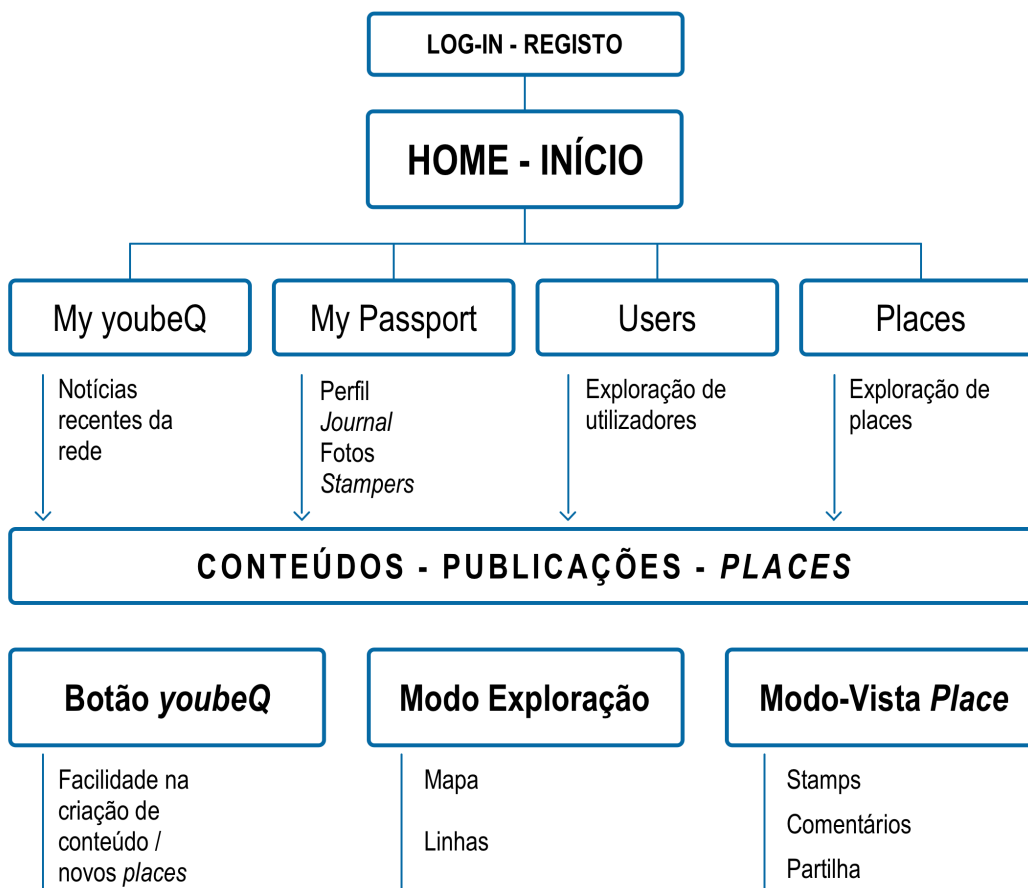 LOG-IN - REGISTO
HOME - INÍCIO
My youbeQ
My Passport
Users
Places
Notícias
recentes da
rede
Perfil
Journal
Fotos
Stampers
Exploração de
utilizadores
Exploração de
places
CONTEÚDOS - PUBLICAÇÕES - PLACES
Botão youbeQ
Modo Exploração
Modo-Vista Place
Facilidade na
criação de
conteúdo /
novos places
Mapa
Linhas
Stamps
Comentários
Partilha